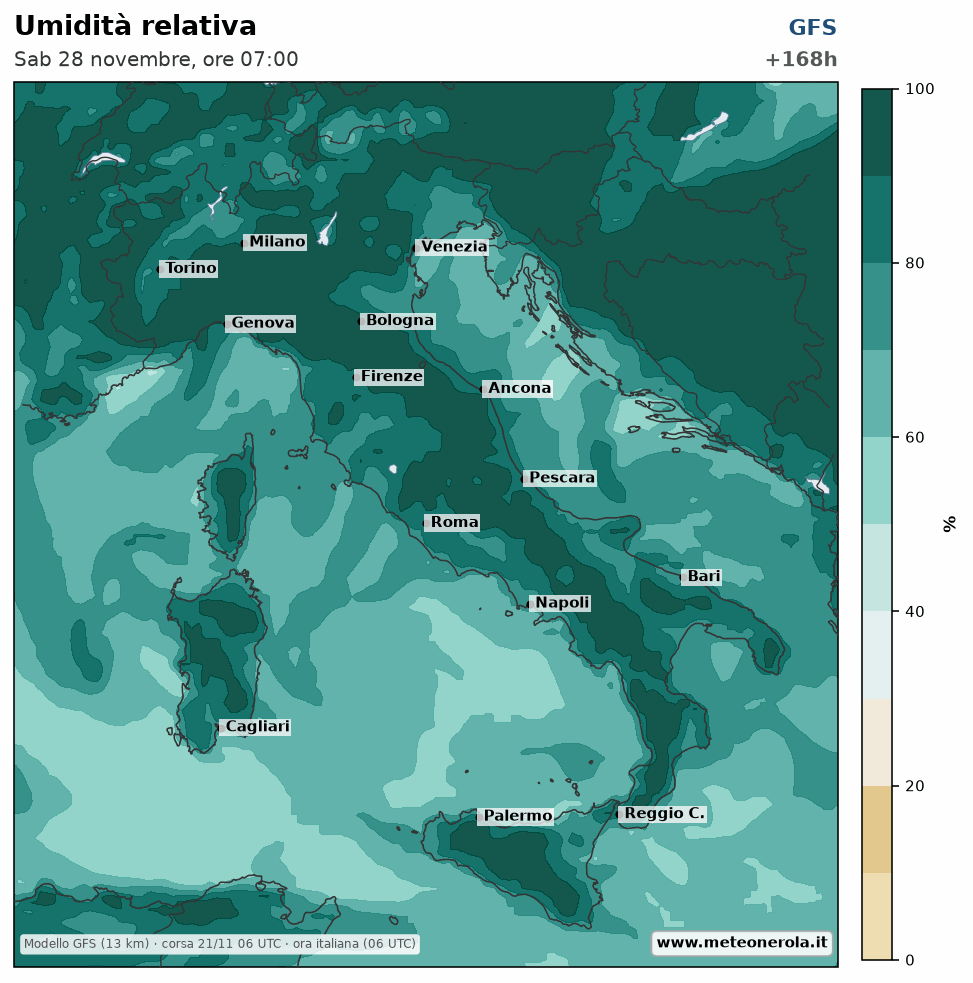 Umidità relativa
GFS
Sab 28 novembre, ore 07:00
+168h
100
80
60
40
20
0
%
Milano
Venezia
Torino
Genova
Bologna
Firenze
Ancona
Pescara
Roma
Bari
Napoli
Cagliari
Palermo
Reggio C.
Modello GFS (13 km) · corsa 21/11 06 UTC · ora italiana (06 UTC)
www.meteonerola.it